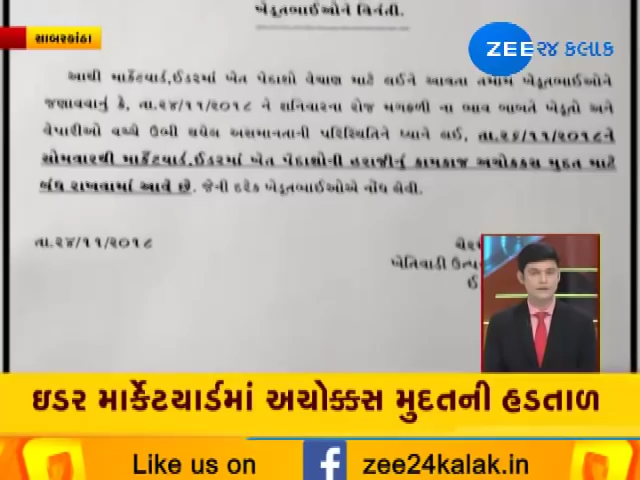 ખેડૂતભાઈઓને વિનંતી.
સાબરકાંઠા
ZEE ૨૪ કલાક
આથી માર્કેટયાર્ડ,ઈડરમાં ખેત પેદાશો વેચાણ માટે લઈને આવતા તમામ ખેડૂતભાઈઓને
જણાવવાનું કે, તા.૨૪/૧૧/૨૦૧૮ ને શનિવારના રોજ મગફળી ના ભાવ બાબતે ખેડૂતો અને
વેપારીઓ વચ્ચે ઉભી થયેલ અસમાનતાની પરિસ્થિતિને ધ્યાને લઈ, તા.૨૬/૧૧/૨૦૧૮ને
સોમવારથી માર્કેટયાર્ડ,ઈડરમાં ખેત પેદાશોની હરાજીનું કામકાજ અચોક્કસ મુદત માટે
બંધ રાખવામાં આવે છે. જેની દરેક ખેડૂતભાઈઓએ નોંધ લેવી.
તા.૨૪/૧૧/૨૦૧૮
ખેતિવાડી
ઇડર માર્કેટયાર્ડમાં અચોક્કસ મુદતની હડતાળ
Like us on f zee24kalak.in